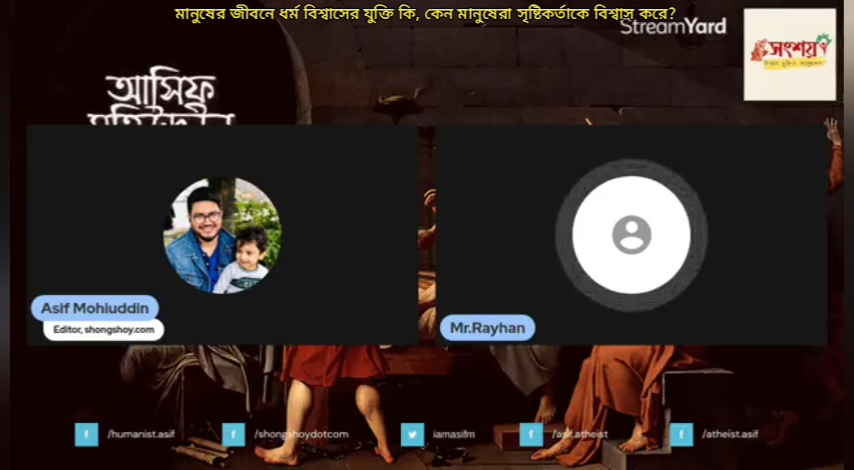 মানুষের জীবনে ধর্ম বিশ্বাসের যুক্তি কি, কেন মানুষেরা সৃষ্টিকর্তাকে বিশ্বাস করে?
StreamYard
সংশয়
আসিফ
Asif Mohiuddin
Editor, shongshoy.com
Mr.Rayhan
/humanist.asif
/shongshoydotcom
iamasifm
/asif.atheist
/atheist.asif